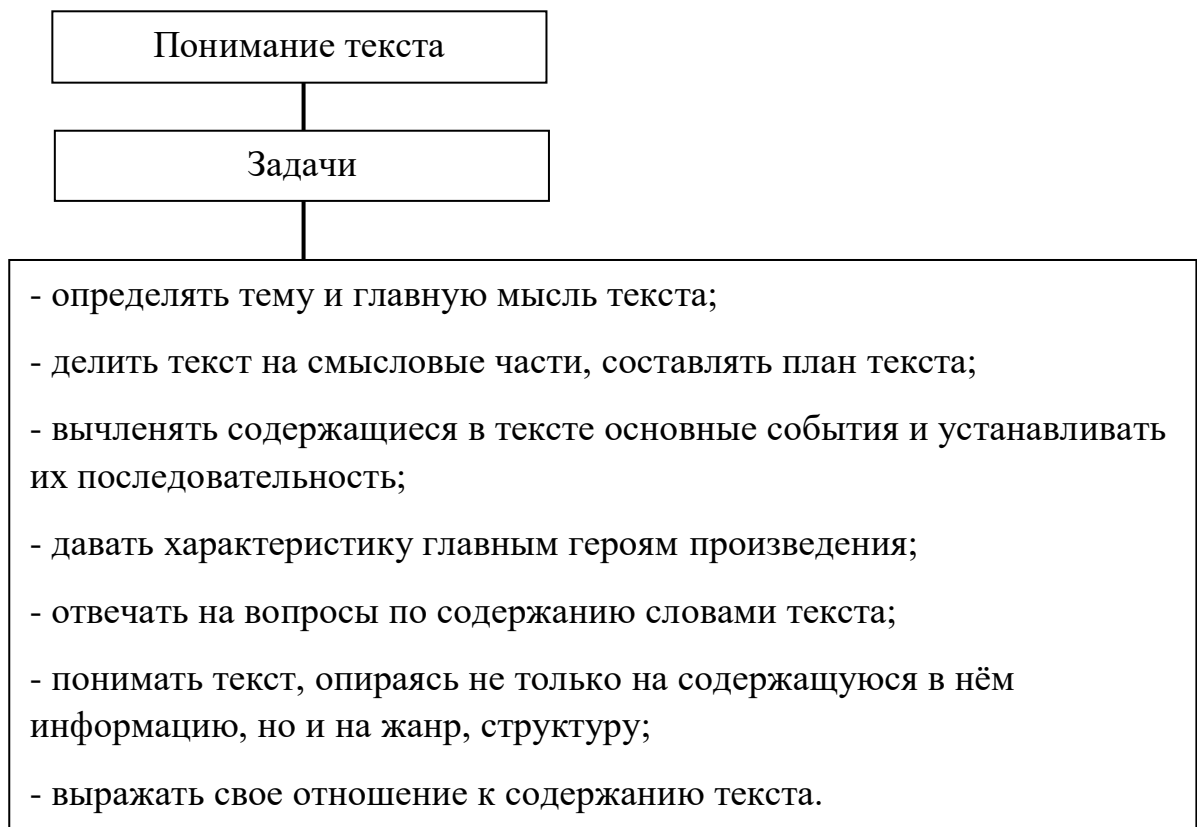 Понимание текста
Задачи
- определять тему и главную мысль текста;
- делить текст на смысловые части, составлять план текста;
- вычленять содержащиеся в тексте основные события и устанавливать
их последовательность;
- давать характеристику главным героям произведения;
- отвечать на вопросы по содержанию словами текста;
- понимать текст, опираясь не только на содержащуюся в нём
информацию, но и на жанр, структуру;
- выражать свое отношение к содержанию текста.